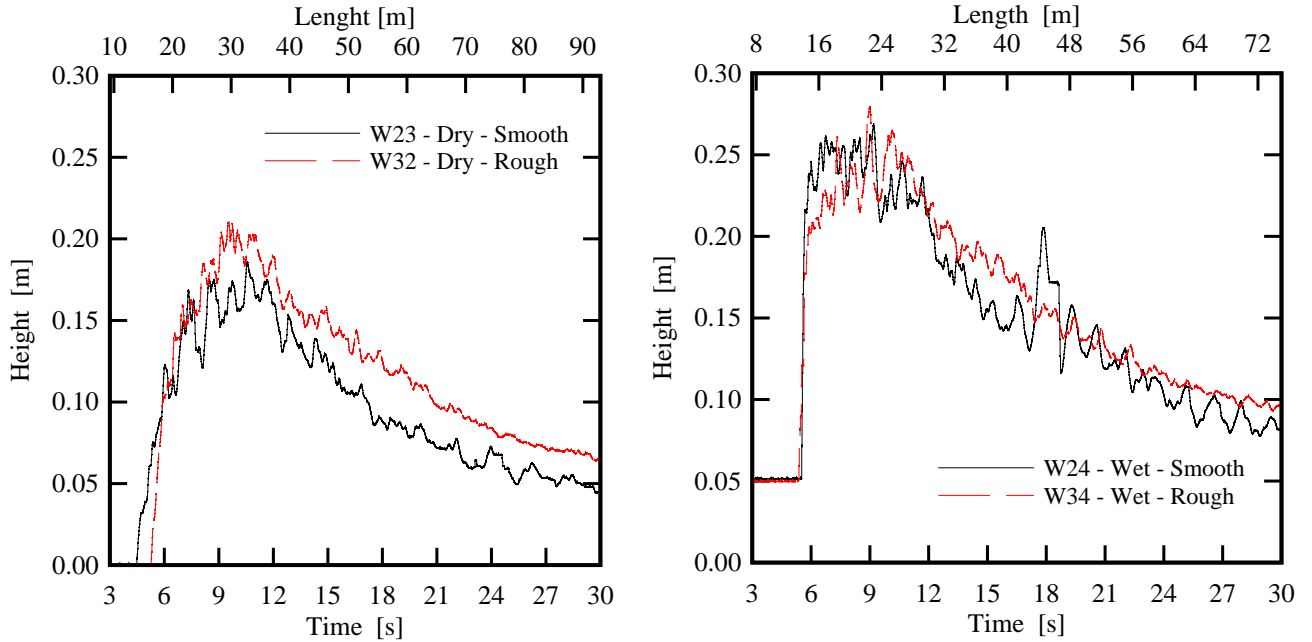 Lenght [m]
10 20 30 40 50 60 70 80 90
0.30
0.25
0.20
0.15
0.10
0.05
0.00
Height [m]
W23 - Dry - Smooth
W32 - Dry - Rough
3 6 9 12 15 18 21 24 27 30
Time [s]
Length [m]
8 16 24 32 40 48 56 64 72
0.30
0.25
0.20
0.15
0.10
0.05
0.00
Height [m]
W24 - Wet - Smooth
W34 - Wet - Rough
3 6 9 12 15 18 21 24 27 30
Time [s]